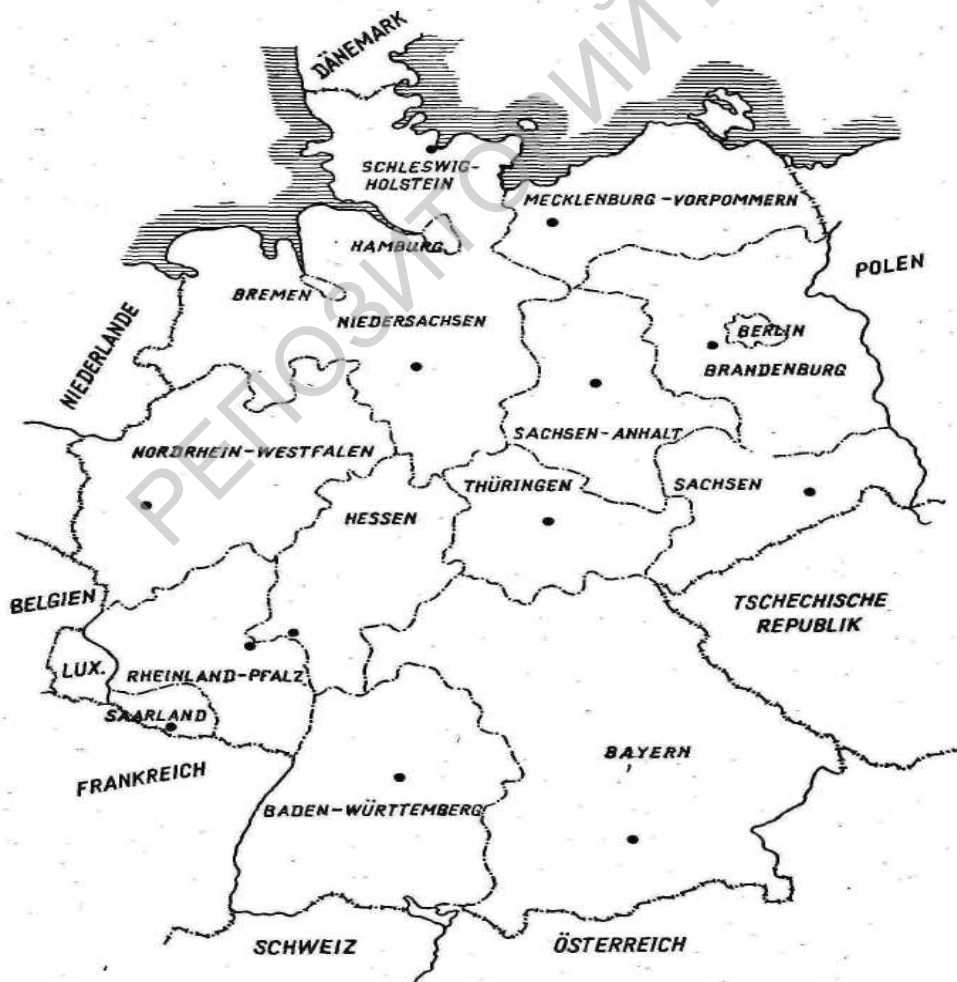 DÄNEMARK
SCHLESWIG-
HOLSTEIN
MECKLENBURG-VORPOMMERN
HAMBURG
POLEN
BREMEN
NIEDERSACHSEN
BERLIN
NIEDERLANDE
BRANDENBURG
SACHSEN-ANHALT
NORDRHEIN-WESTFALEN
THÜRINGEN
SACHSEN
HESSEN
BELGIEN
TSCHECHISCHE
REPUBLIK
LUX.
RHEINLAND-PFALZ
SAARLAND
BAYERN
FRANKREICH
BADEN-WÜRTTEMBERG
SCHWEIZ
ÖSTERREICH
РЕПОЗИТОРИЙ